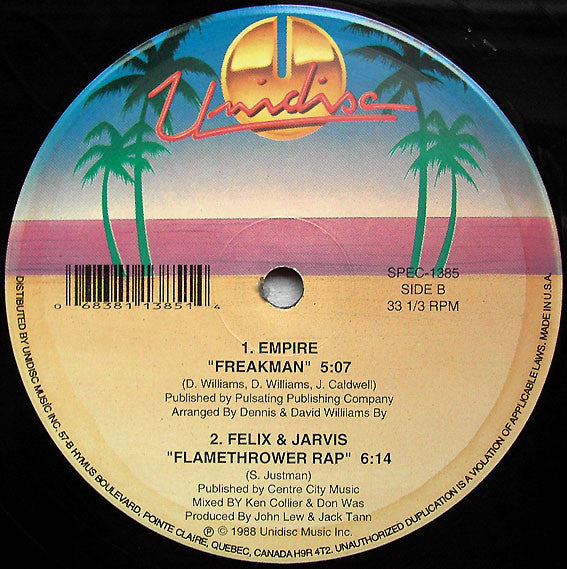 Unidisc
SPEC-1385
SIDE B
33 1/3 RPM
0 68381 13851 4
1. EMPIRE
"FREAKMAN" 5:07
(D. Williams, D. Williams, J. Caldwell)
Published by Pulsating Publishing Company
Arranged By Dennis & David Williams By
2. FELIX & JARVIS
"FLAMETHROWER RAP" 6:14
(S. Justman)
Published by Centre City Music
Mixed BY Ken Collier & Don Was
Produced By John Lew & Jack Tann
℗ © 1988 Unidisc Music Inc.
DISTRIBUTED BY UNIDISC MUSIC INC. 57-B HYMUS BOULEVARD, POINTE CLAIRE, QUEBEC, CANADA H9R 4T2. UNAUTHORIZED DUPLICATION IS A VIOLATION OF APPLICABLE LAWS. MADE IN U.S.A.